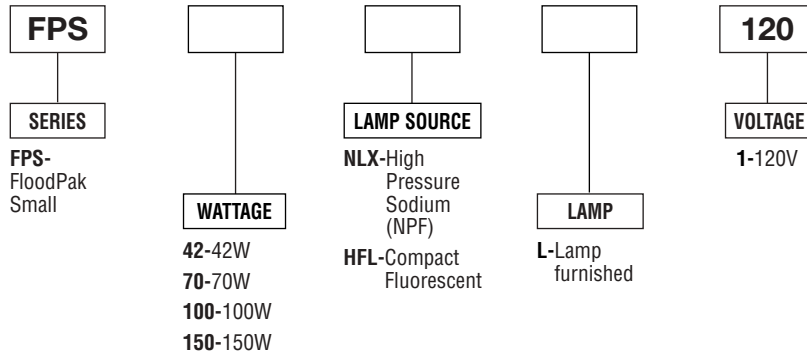 FPS
120
SERIES
LAMP SOURCE
VOLTAGE
FPS-
FloodPak
Small
NLX-High
Pressure
Sodium
(NPF)
HFL-Compact
Fluorescent
1-120V
WATTAGE
42-42W
70-70W
100-100W
150-150W
LAMP
L-Lamp
furnished